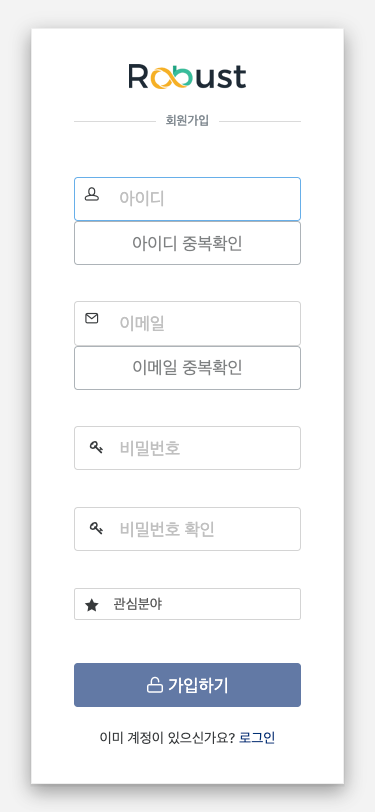 Robust
회원가입
아이디
아이디 중복확인
이메일
이메일 중복확인
비밀번호
비밀번호 확인
관심분야
가입하기
이미 계정이 있으신가요? 로그인